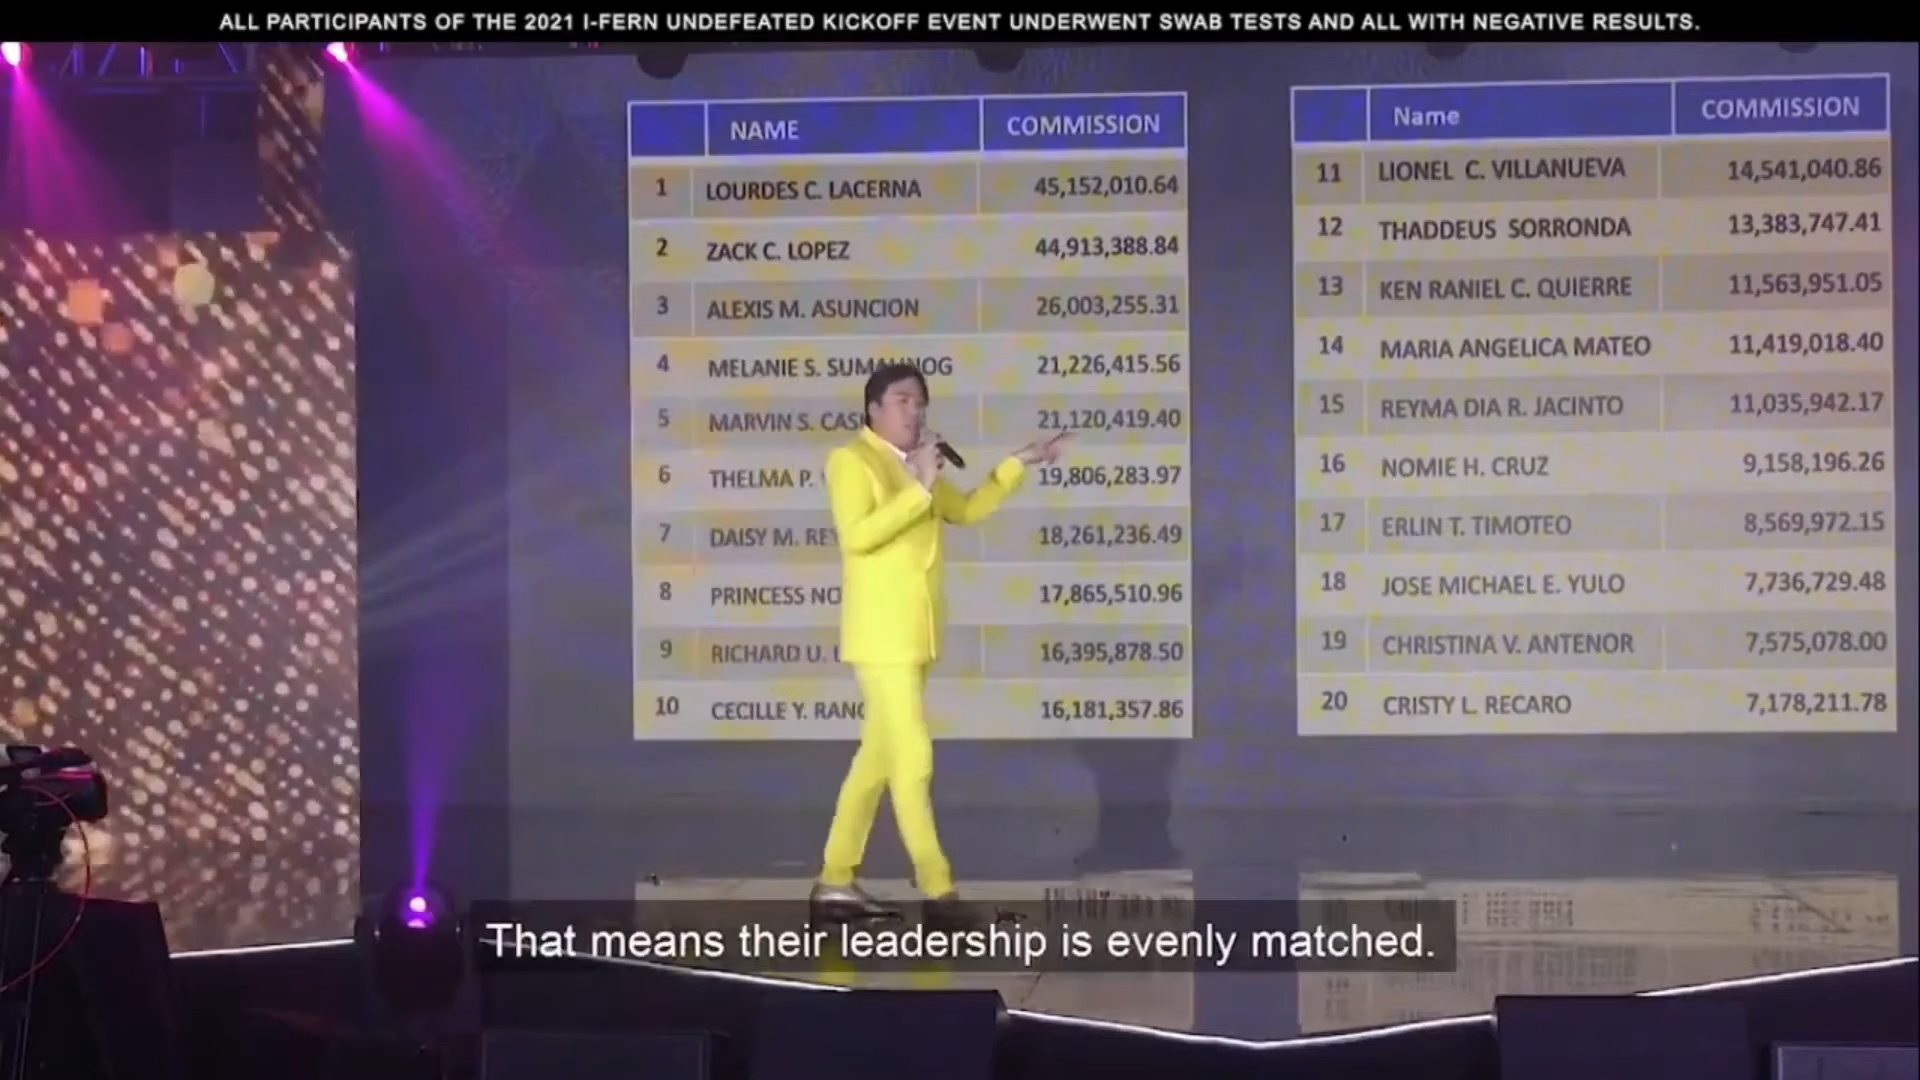 ALL PARTICIPANTS OF THE 2021 I-FERN UNDEFEATED KICKOFF EVENT UNDERWENT SWAB TESTS AND ALL WITH NEGATIVE RESULTS.
NAME COMMISSION
1 LOURDES C. LACERNA 45,152,010.64
2 ZACK C. LOPEZ 44,913,388.84
3 ALEXIS M. ASUNCION 26,003,255.31
4 MELANIE S. 21,226,415.56
5 MARVIN S. 21,120,419.40
6 THELMA P. 19,806,283.97
7 DAISY M. 18,261,236.49
8 PRINCESS 17,865,510.96
9 RICHARD U. 16,395,878.50
10 CECILLE Y. 16,181,357.86
Name COMMISSION
11 LIONEL C. VILLANUEVA 14,541,040.86
12 THADDEUS SORRONDA 13,383,747.41
13 KEN RANIEL C. QUIERRE 11,563,951.05
14 MARIA ANGELICA MATEO 11,419,018.40
15 REYMA DIA R. JACINTO 11,035,942.17
16 NOMIE H. CRUZ 9,158,196.26
17 ERLIN T. TIMOTEO 8,569,972.15
18 JOSE MICHAEL E. YULO 7,736,729.48
19 CHRISTINA V. ANTENOR 7,575,078.00
20 CRISTY L. RECARO 7,178,211.78
That means their leadership is evenly matched.